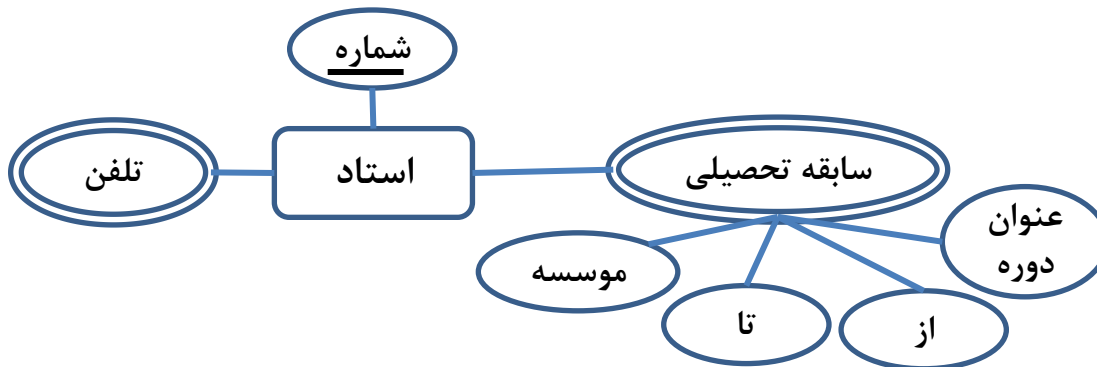 شماره
استاد
تلفن
سابقه تحصیلی
عنوان
دوره
موسسه
تا
از